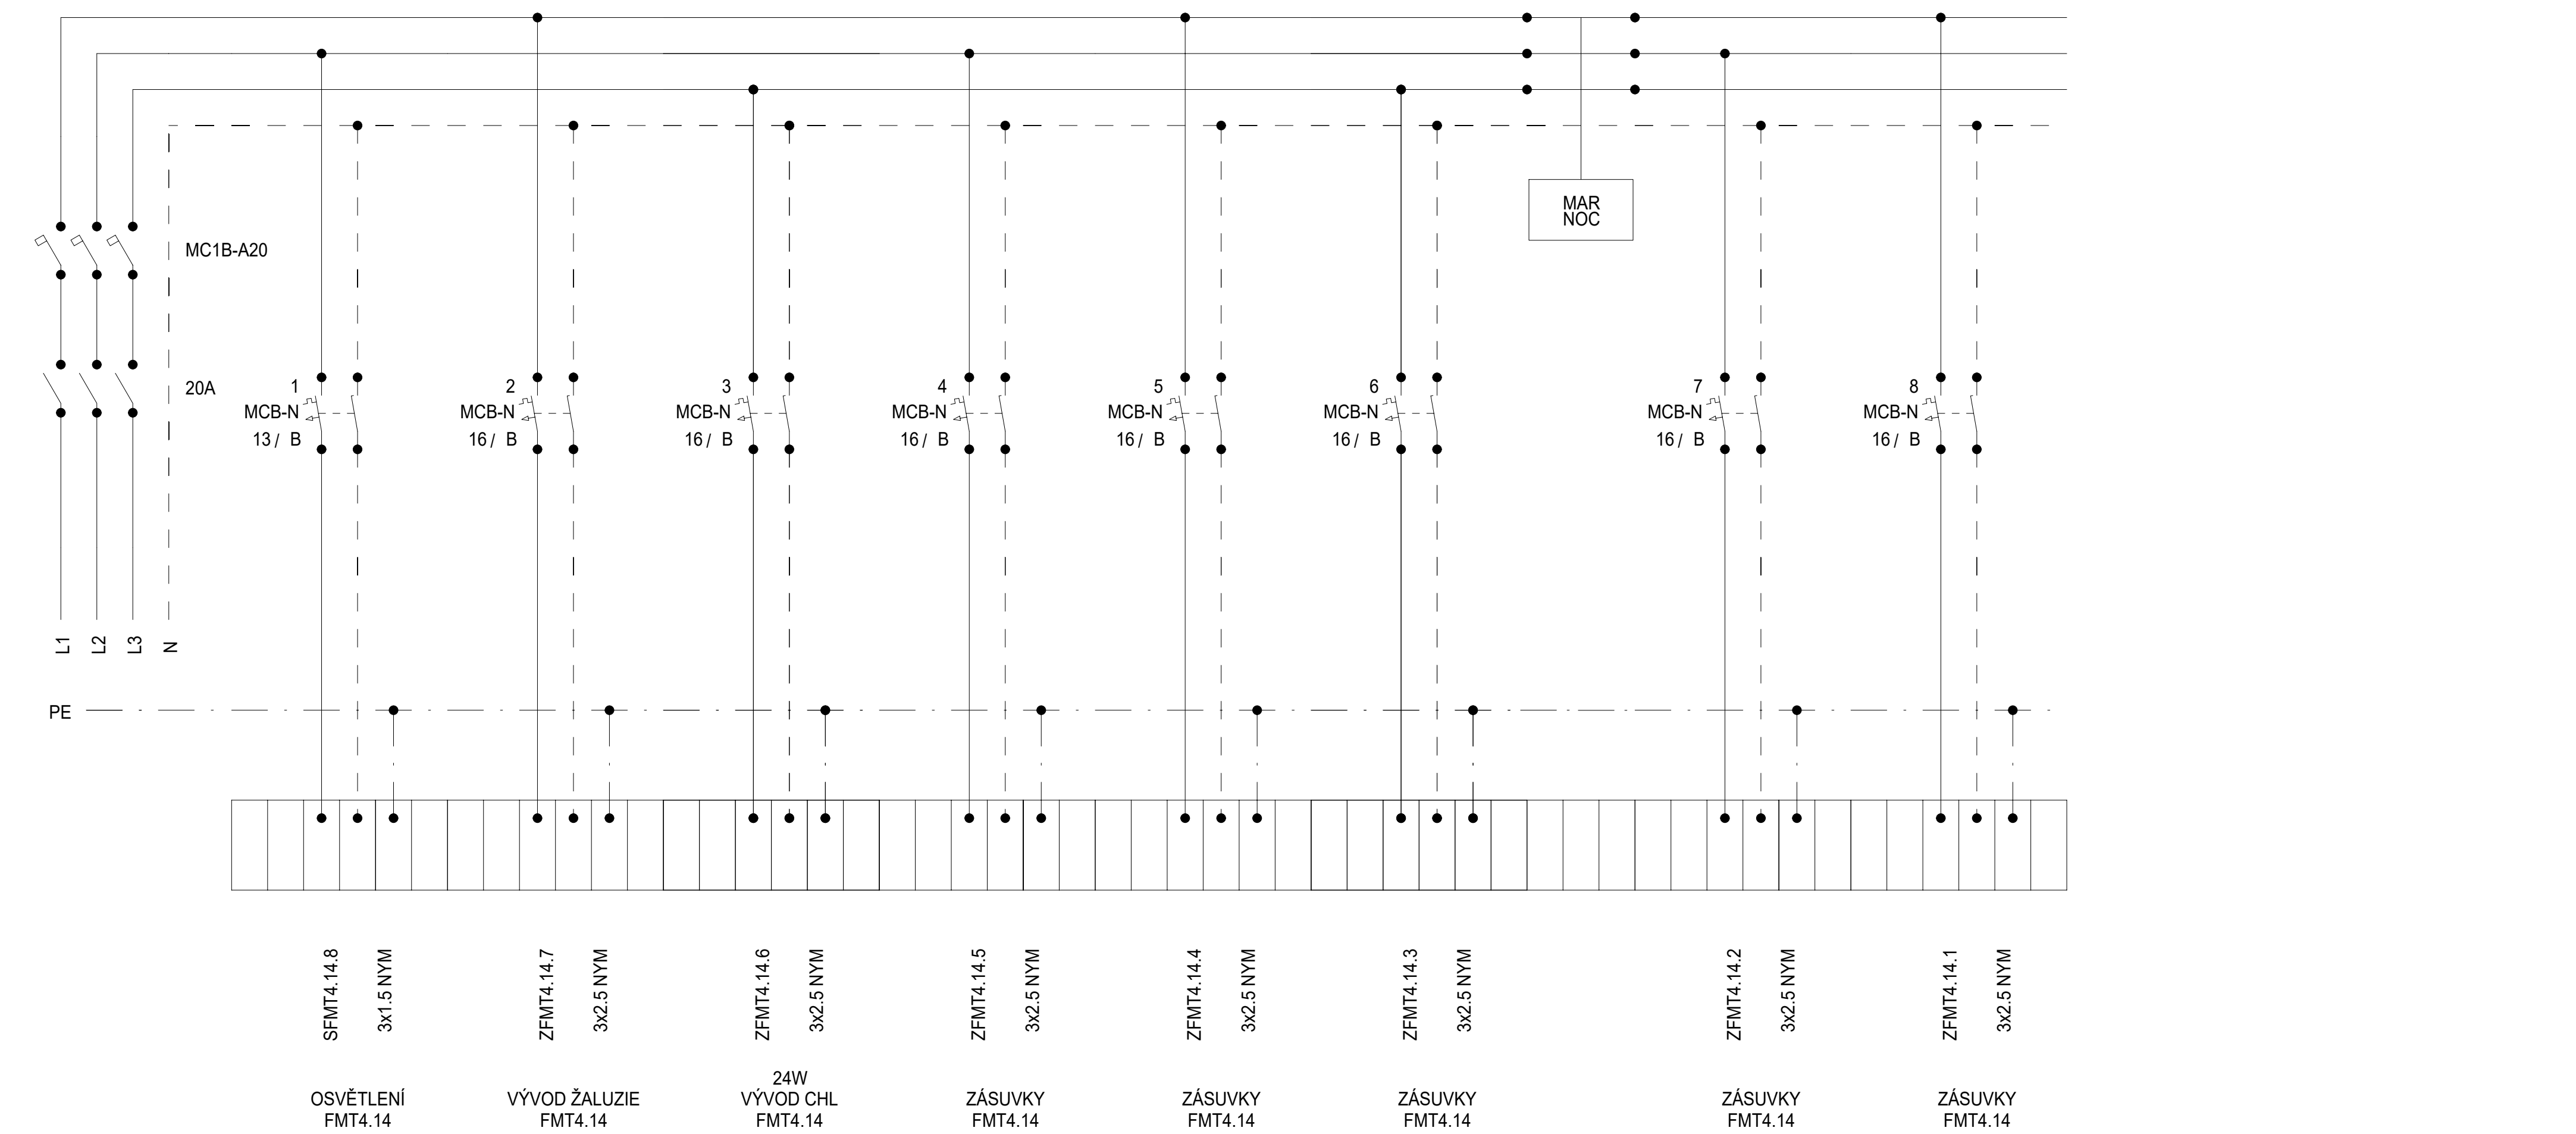 MAR
NOC
MC1B-A20
20A
1
MCB-N
13 / B
2
MCB-N
16 / B
3
MCB-N
16 / B
4
MCB-N
16 / B
5
MCB-N
16 / B
6
MCB-N
16 / B
7
MCB-N
16 / B
8
MCB-N
16 / B
L1
L2
L3
N
PE
SFMT4.14.8
3x1.5 NYM
ZFMT4.14.7
3x2.5 NYM
ZFMT4.14.6
3x2.5 NYM
ZFMT4.14.5
3x2.5 NYM
ZFMT4.14.4
3x2.5 NYM
ZFMT4.14.3
3x2.5 NYM
ZFMT4.14.2
3x2.5 NYM
ZFMT4.14.1
3x2.5 NYM
OSVĚTLENÍ
FMT4.14
VÝVOD ŽALUZIE
FMT4.14
24W
VÝVOD CHL
FMT4.14
ZÁSUVKY
FMT4.14
ZÁSUVKY
FMT4.14
ZÁSUVKY
FMT4.14
ZÁSUVKY
FMT4.14
ZÁSUVKY
FMT4.14